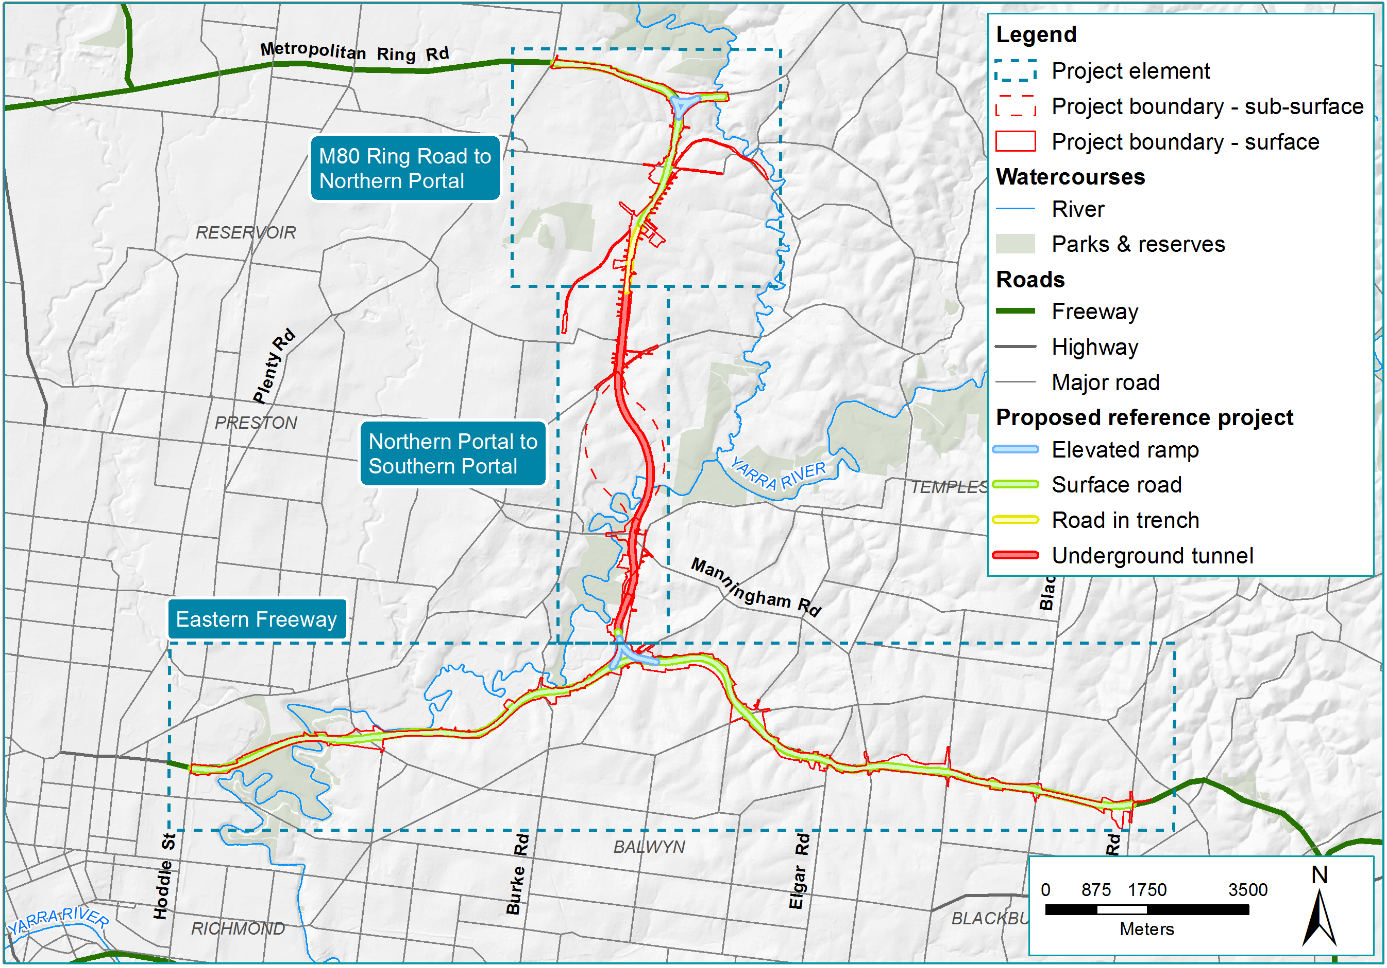 Metropolitan Ring Rd
M80 Ring Road to
Northern Portal
RESERVOIR
Plenty Rd
PRESTON
Northern Portal to
Southern Portal
YARRA RIVER
TEMPLES
Manningham Rd
Blac
Eastern Freeway
Hoddle St
Burke Rd
BALWYN
Elgar Rd
Rd
RICHMOND
YARRA RIVER
BLACKBU
Legend
Project element
Project boundary - sub-surface
Project boundary - surface
Watercourses
River
Parks & reserves
Roads
Freeway
Highway
Major road
Proposed reference project
Elevated ramp
Surface road
Road in trench
Underground tunnel
0 875 1750 3500
Meters
N